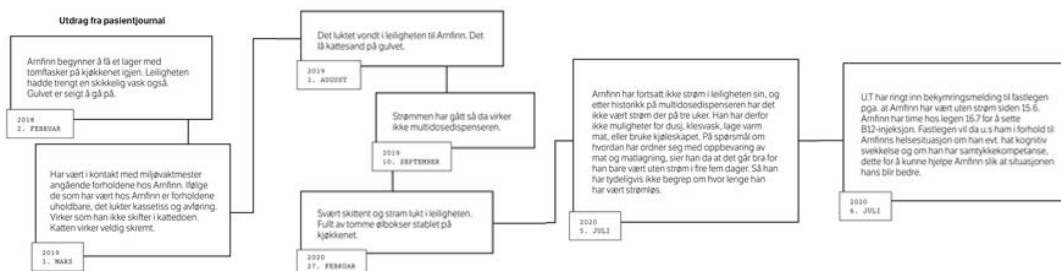 Utdrag fra pasientjournal
Arnfinn begynner å få et lager med
tomflasker på kjøkkenet igjen. Leiligheten
hadde trengt en skikkelig vask også.
Gulvet er seigt å gå på.
2018
2. FEBRUAR
Har vært i kontakt med miljøvaktmester
angående forholdene hos Arnfinn. Ifølge
de som har vært hos Arnfinn er forholdene
uholdbare, det lukter kassetiss og avføring.
Virker som han ikke skifter i kattedoen.
Katten virker veldig skremt.
2019
1. MARS
Det luktet vondt i leiligheten til Arnfinn. Det
lå kattesand på gulvet.
2019
1. AUGUST
Strømmen har gått så da virker
ikke multidosedispenseren.
2019
10. SEPTEMBER
Svært skittent og stram lukt i leiligheten.
Fullt av tomme ølbokser stablet på
kjøkkenet.
2020
27. FEBRUAR
Arnfinn har fortsatt ikke strøm i leiligheten sin, og
etter historikk på multidosedispenseren har det
ikke vært strøm der på tre uker. Han har derfor
ikke muligheter for dusj, klesvask, lage varm
mat, eller bruke kjøleskapet. På spørsmål om
hvordan har ordner seg med oppbevaring av
mat og matlagning, sier han da at det går bra for
han bare vært uten strøm i fire fem dager. Så han
har tydeligvis ikke begrep om hvor lenge han
har vært strømløs.
2020
5. JULI
U.T har ringt inn bekymringsmelding til fastlegen
pga. at Arnfinn har vært uten strøm siden 15.6.
Arnfinn har time hos legen 16.7 for å sette
B12-injeksjon. Fastlegen vil da u:s ham i forhold til
Arnfinns helsesituasjon om han evt. hat kognitiv
svekkelse og om han har samtykkekompetanse,
dette for å kunne hjelpe Arnfinn slik at situasjonen
hans blir bedre.
2020
6. JULI